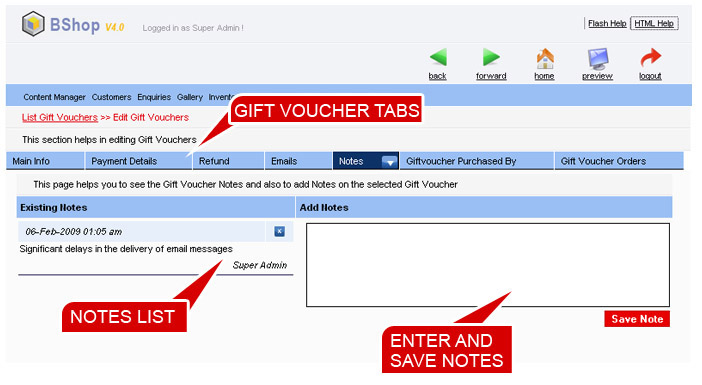 BShop V4.0
Logged in as Super Admin !
Flash Help HTML Help
back forward home preview logout
Content Manager Customers Enquiries Gallery
GIFT VOUCHER TABS
List Gift Vouchers >> Edit Gift Vouchers
This section helps in editing Gift Vouchers
Main Info Payment Details Refund Emails Notes Giftvoucher Purchased By Gift Voucher Orders
This page helps you to see the Gift Voucher Notes and also to add Notes on the selected Gift Voucher
Existing Notes
Add Notes
06-Feb-2009 01:05 am
x
Significant delays in the delivery of email messages
Super Admin
NOTES LIST
Save Note
ENTER AND
SAVE NOTES